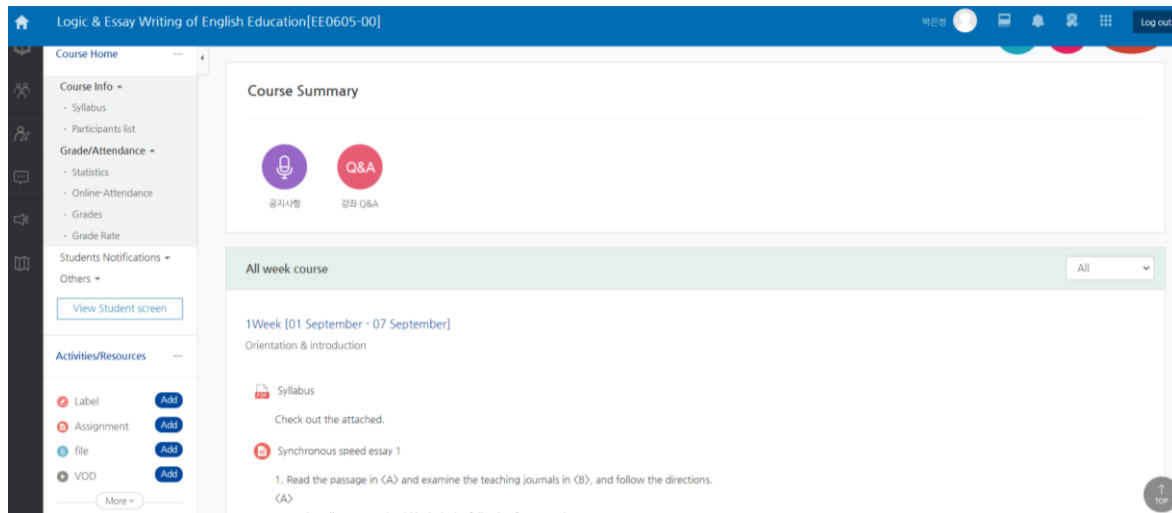 Logic & Essay Writing of English Education[EE0605-00]
박은정
Log out
Course Home
Course Info
· Syllabus
· Participants list
Grade/Attendance
· Statistics
· Online-Attendance
· Grades
· Grade Rate
Students Notifications
Others
View Student screen
Activities/Resources
Label Add
Assignment Add
file Add
VOD Add
More
Course Summary
Q&A
공지사항
강좌 Q&A
All week course
All
1Week [01 September - 07 September]
Orientation & introduction
PDF
Syllabus
Check out the attached.
Synchronous speed essay 1
1. Read the passage in <A> and examine the teaching journals in <B>, and follow the directions.
<A>
TOP